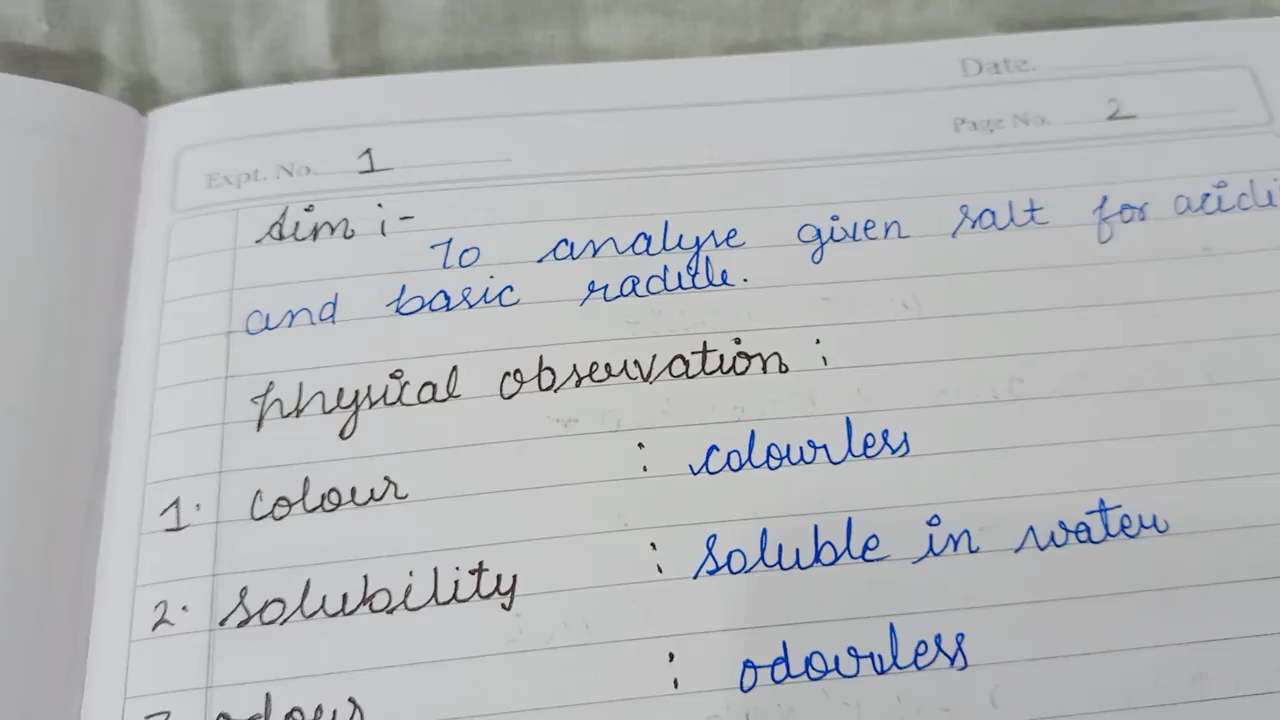 Date.
Expt. No. 1
Page No. 2
Aim :-
To analyse given salt for acidi
and basic radicle.
Physical observation :
1. Colour : colourless
2. Solubility : soluble in water
odour : odourless